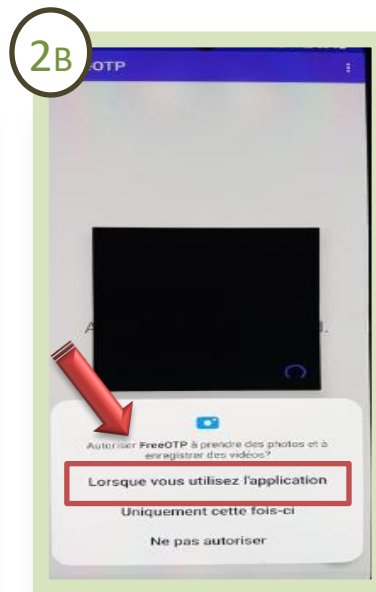 2B
OTP
Autoriser FreeOTP à prendre des photos et à
enregistrer des vidéos?
Lorsque vous utilisez l'application
Uniquement cette fois-ci
Ne pas autoriser